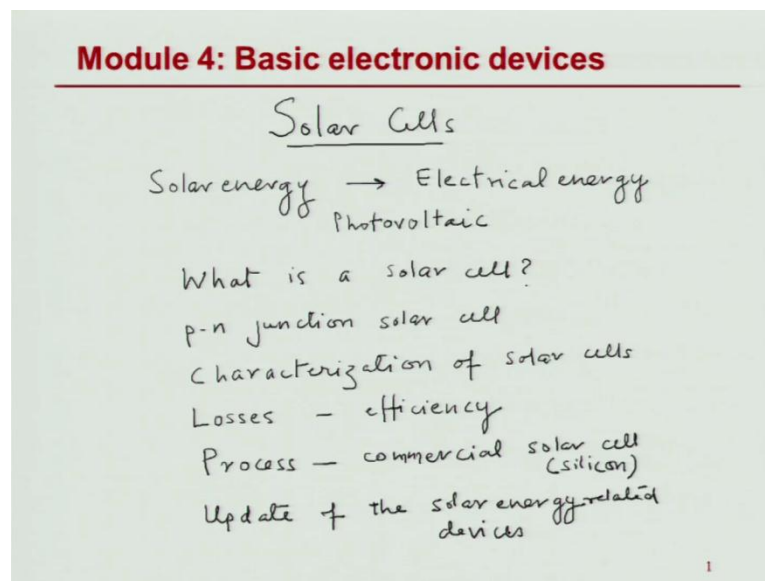 Module 4: Basic electronic devices
Solar Cells
Solar energy → Electrical energy
Photovoltaic
What is a solar cell?
p-n junction solar cell
Characterization of solar cells
Losses – efficiency
Process – commercial solar cell
(silicon)
Update of the solar energy related
devices
1